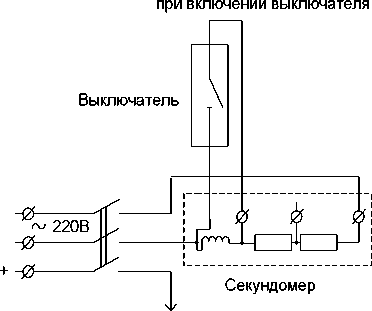 при включении выключателя
Выключатель
~ 220В
+
Секундомер